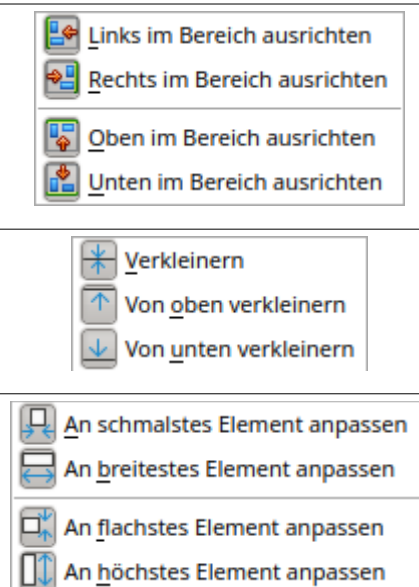 Links im Bereich ausrichten
Rechts im Bereich ausrichten
Oben im Bereich ausrichten
Unten im Bereich ausrichten
Verkleinern
Von oben verkleinern
Von unten verkleinern
An schmalstes Element anpassen
An breitestes Element anpassen
An flachstes Element anpassen
An höchstes Element anpassen